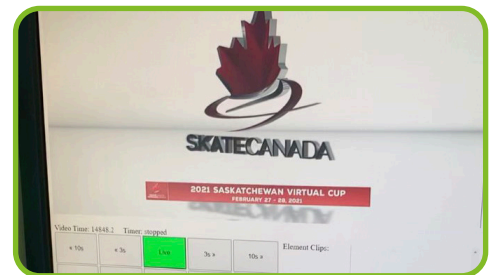 SKATECANADA
2021 SASKATCHEWAN VIRTUAL CUP
FEBRUARY 27 - 28, 2021
Video Time: 14848.2 Timer: stopped
« 10s
« 3s
Live
3s »
10s »
Element Clips: